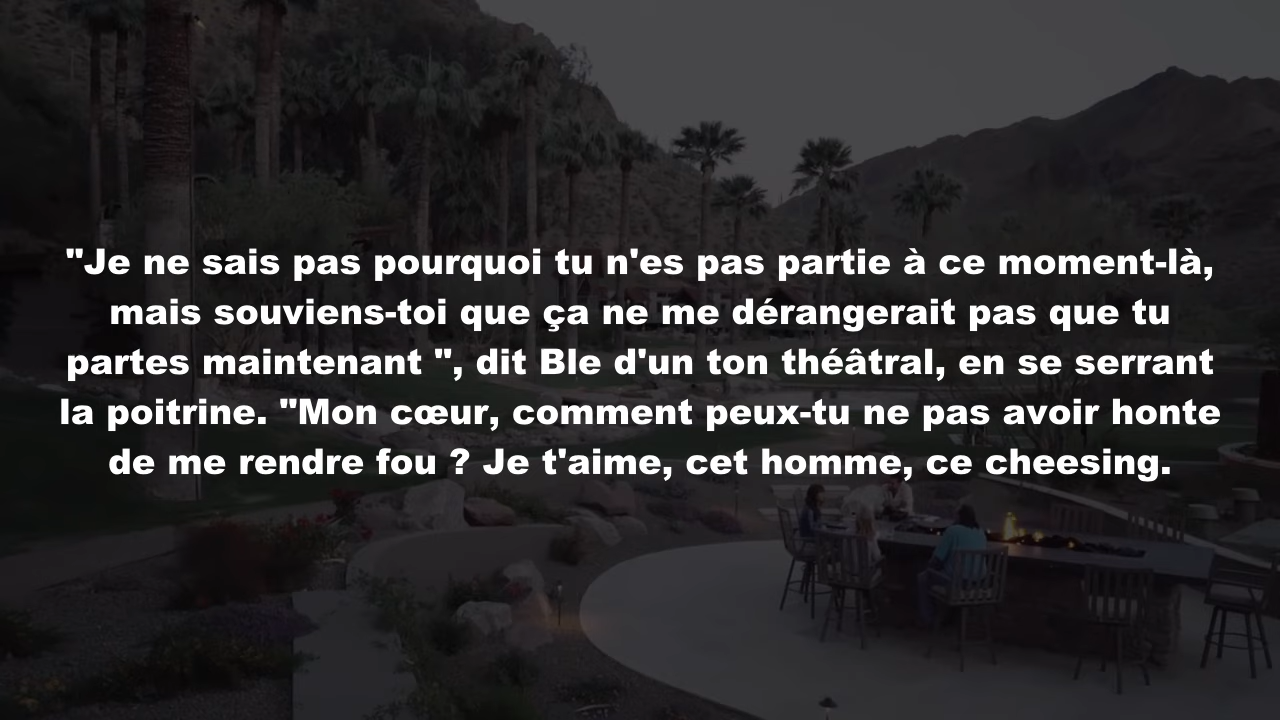 "Je ne sais pas pourquoi tu n'es pas partie à ce moment-là,
mais souviens-toi que ça ne me dérangerait pas que tu
partes maintenant ", dit Ble d'un ton théâtral, en se serrant
la poitrine. "Mon cœur, comment peux-tu ne pas avoir honte
de me rendre fou ? Je t'aime, cet homme, ce cheesing.